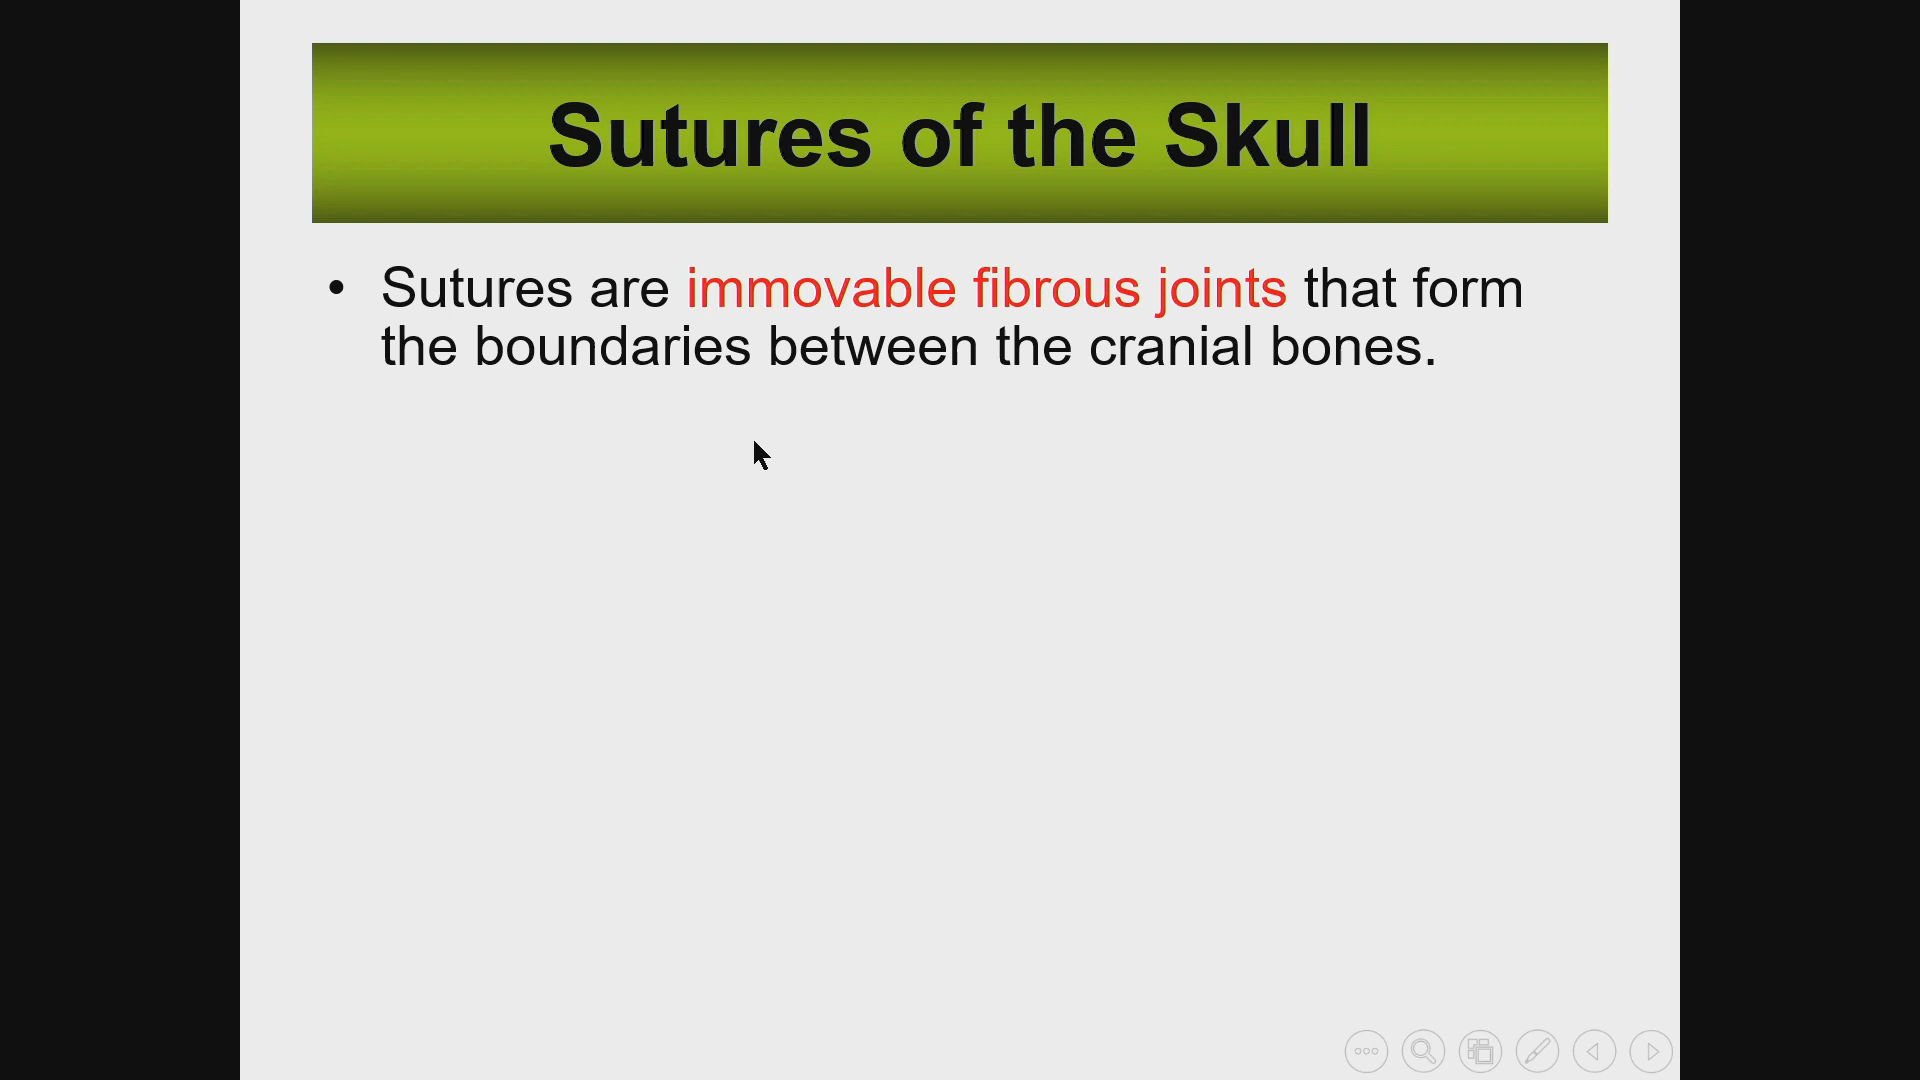 Sutures of the Skull
• Sutures are immovable fibrous joints that form
the boundaries between the cranial bones.